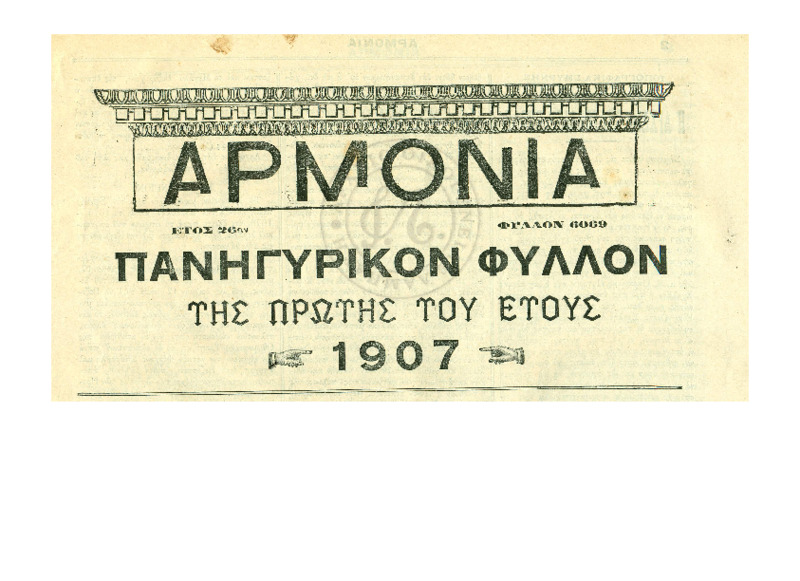 ΑΡΜΟΝΙΑ
ΕΤΟΣ 26ον ΦΥΛΛΟΝ 6069
ΠΑΝΗΓΥΡΙΚΟΝ ΦΥΛΛΟΝ
ΤΗΣ ΠΡΩΤΗΣ ΤΟΥ ΕΤΟΥΣ
1907